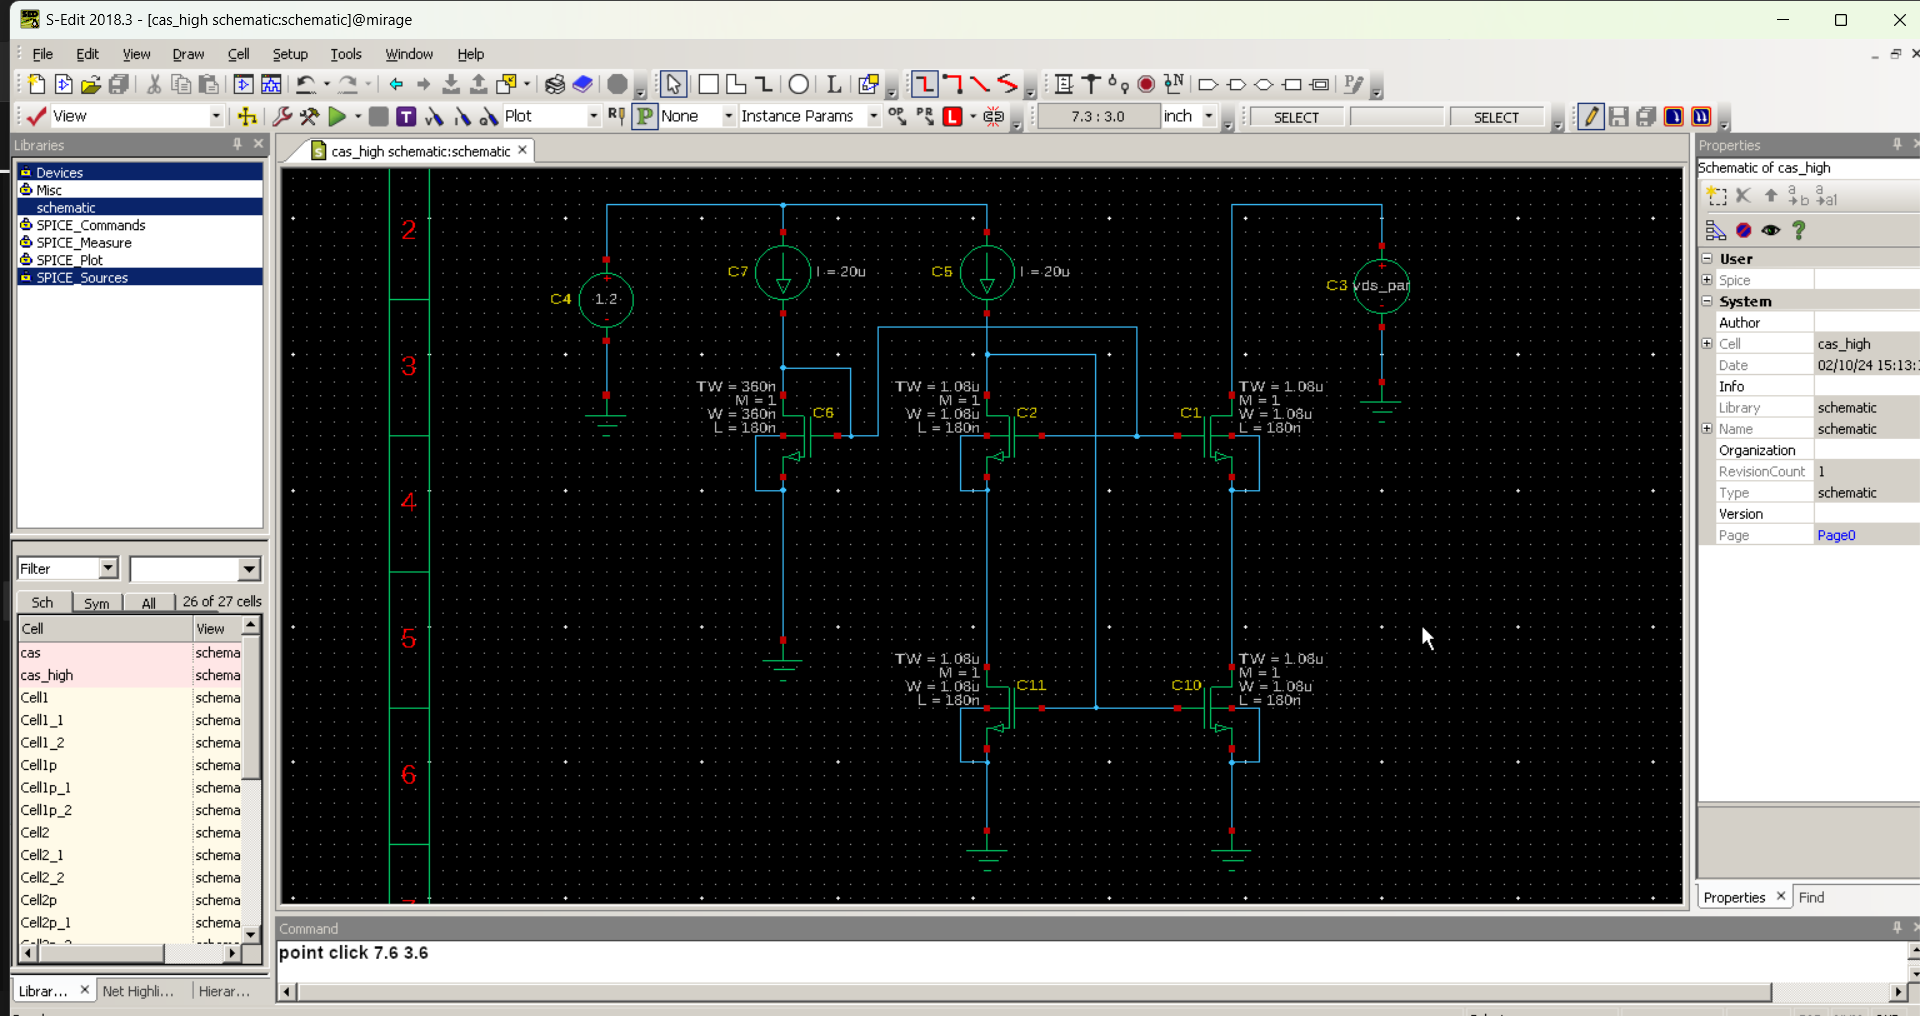 S-Edit 2018.3 - [cas_high schematic:schematic]@mirage
File Edit View Draw Cell Setup Tools Window Help
View Plot None Instance Params 7.3 : 3.0 inch SELECT SELECT
Libraries
Devices
Misc
schematic
SPICE_Commands
SPICE_Measure
SPICE_Plot
SPICE_Sources
Filter
Sch Sym All 26 of 27 cells
Cell View
cas schema
cas_high schema
Cell1 schema
Cell1_1 schema
Cell1_2 schema
Cell1p schema
Cell1p_1 schema
Cell1p_2 schema
Cell2 schema
Cell2_1 schema
Cell2_2 schema
Cell2p schema
Cell2p_1 schema
Librar... Net Highli... Hierar...
cas_high schematic:schematic
2
3
4
5
6
C4 1.2
C7 I = 20u
C5 I = 20u
C3 vds_par
TW = 360n
M = 1
W = 360n
L = 180n
C6
TW = 1.08u
M = 1
W = 1.08u
L = 180n
C2
C1
TW = 1.08u
M = 1
W = 1.08u
L = 180n
TW = 1.08u
M = 1
W = 1.08u
L = 180n
C11
C10
TW = 1.08u
M = 1
W = 1.08u
L = 180n
Command
point click 7.6 3.6
Properties
Schematic of cas_high
User
Spice
System
Author
Cell cas_high
Date 02/10/24 15:13:
Info
Library schematic
Name schematic
Organization
RevisionCount 1
Type schematic
Version
Page Page0
Properties Find